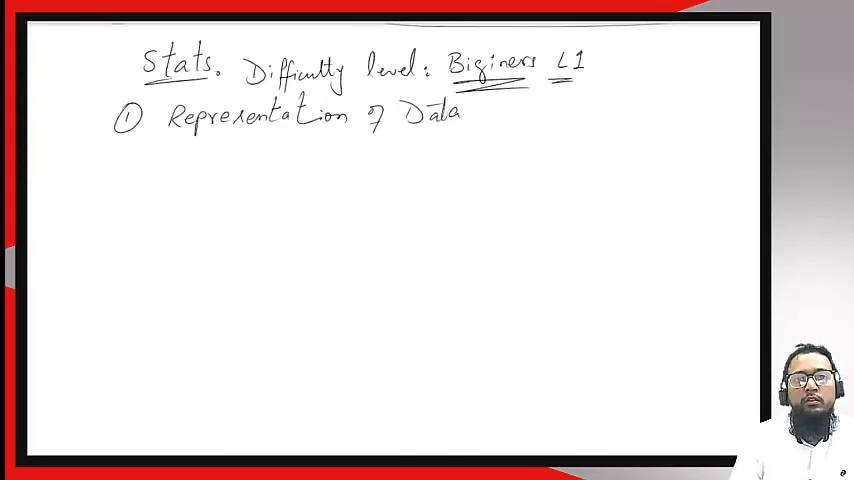 Stats. Difficulty level: Biginers L1
① Representation of Data